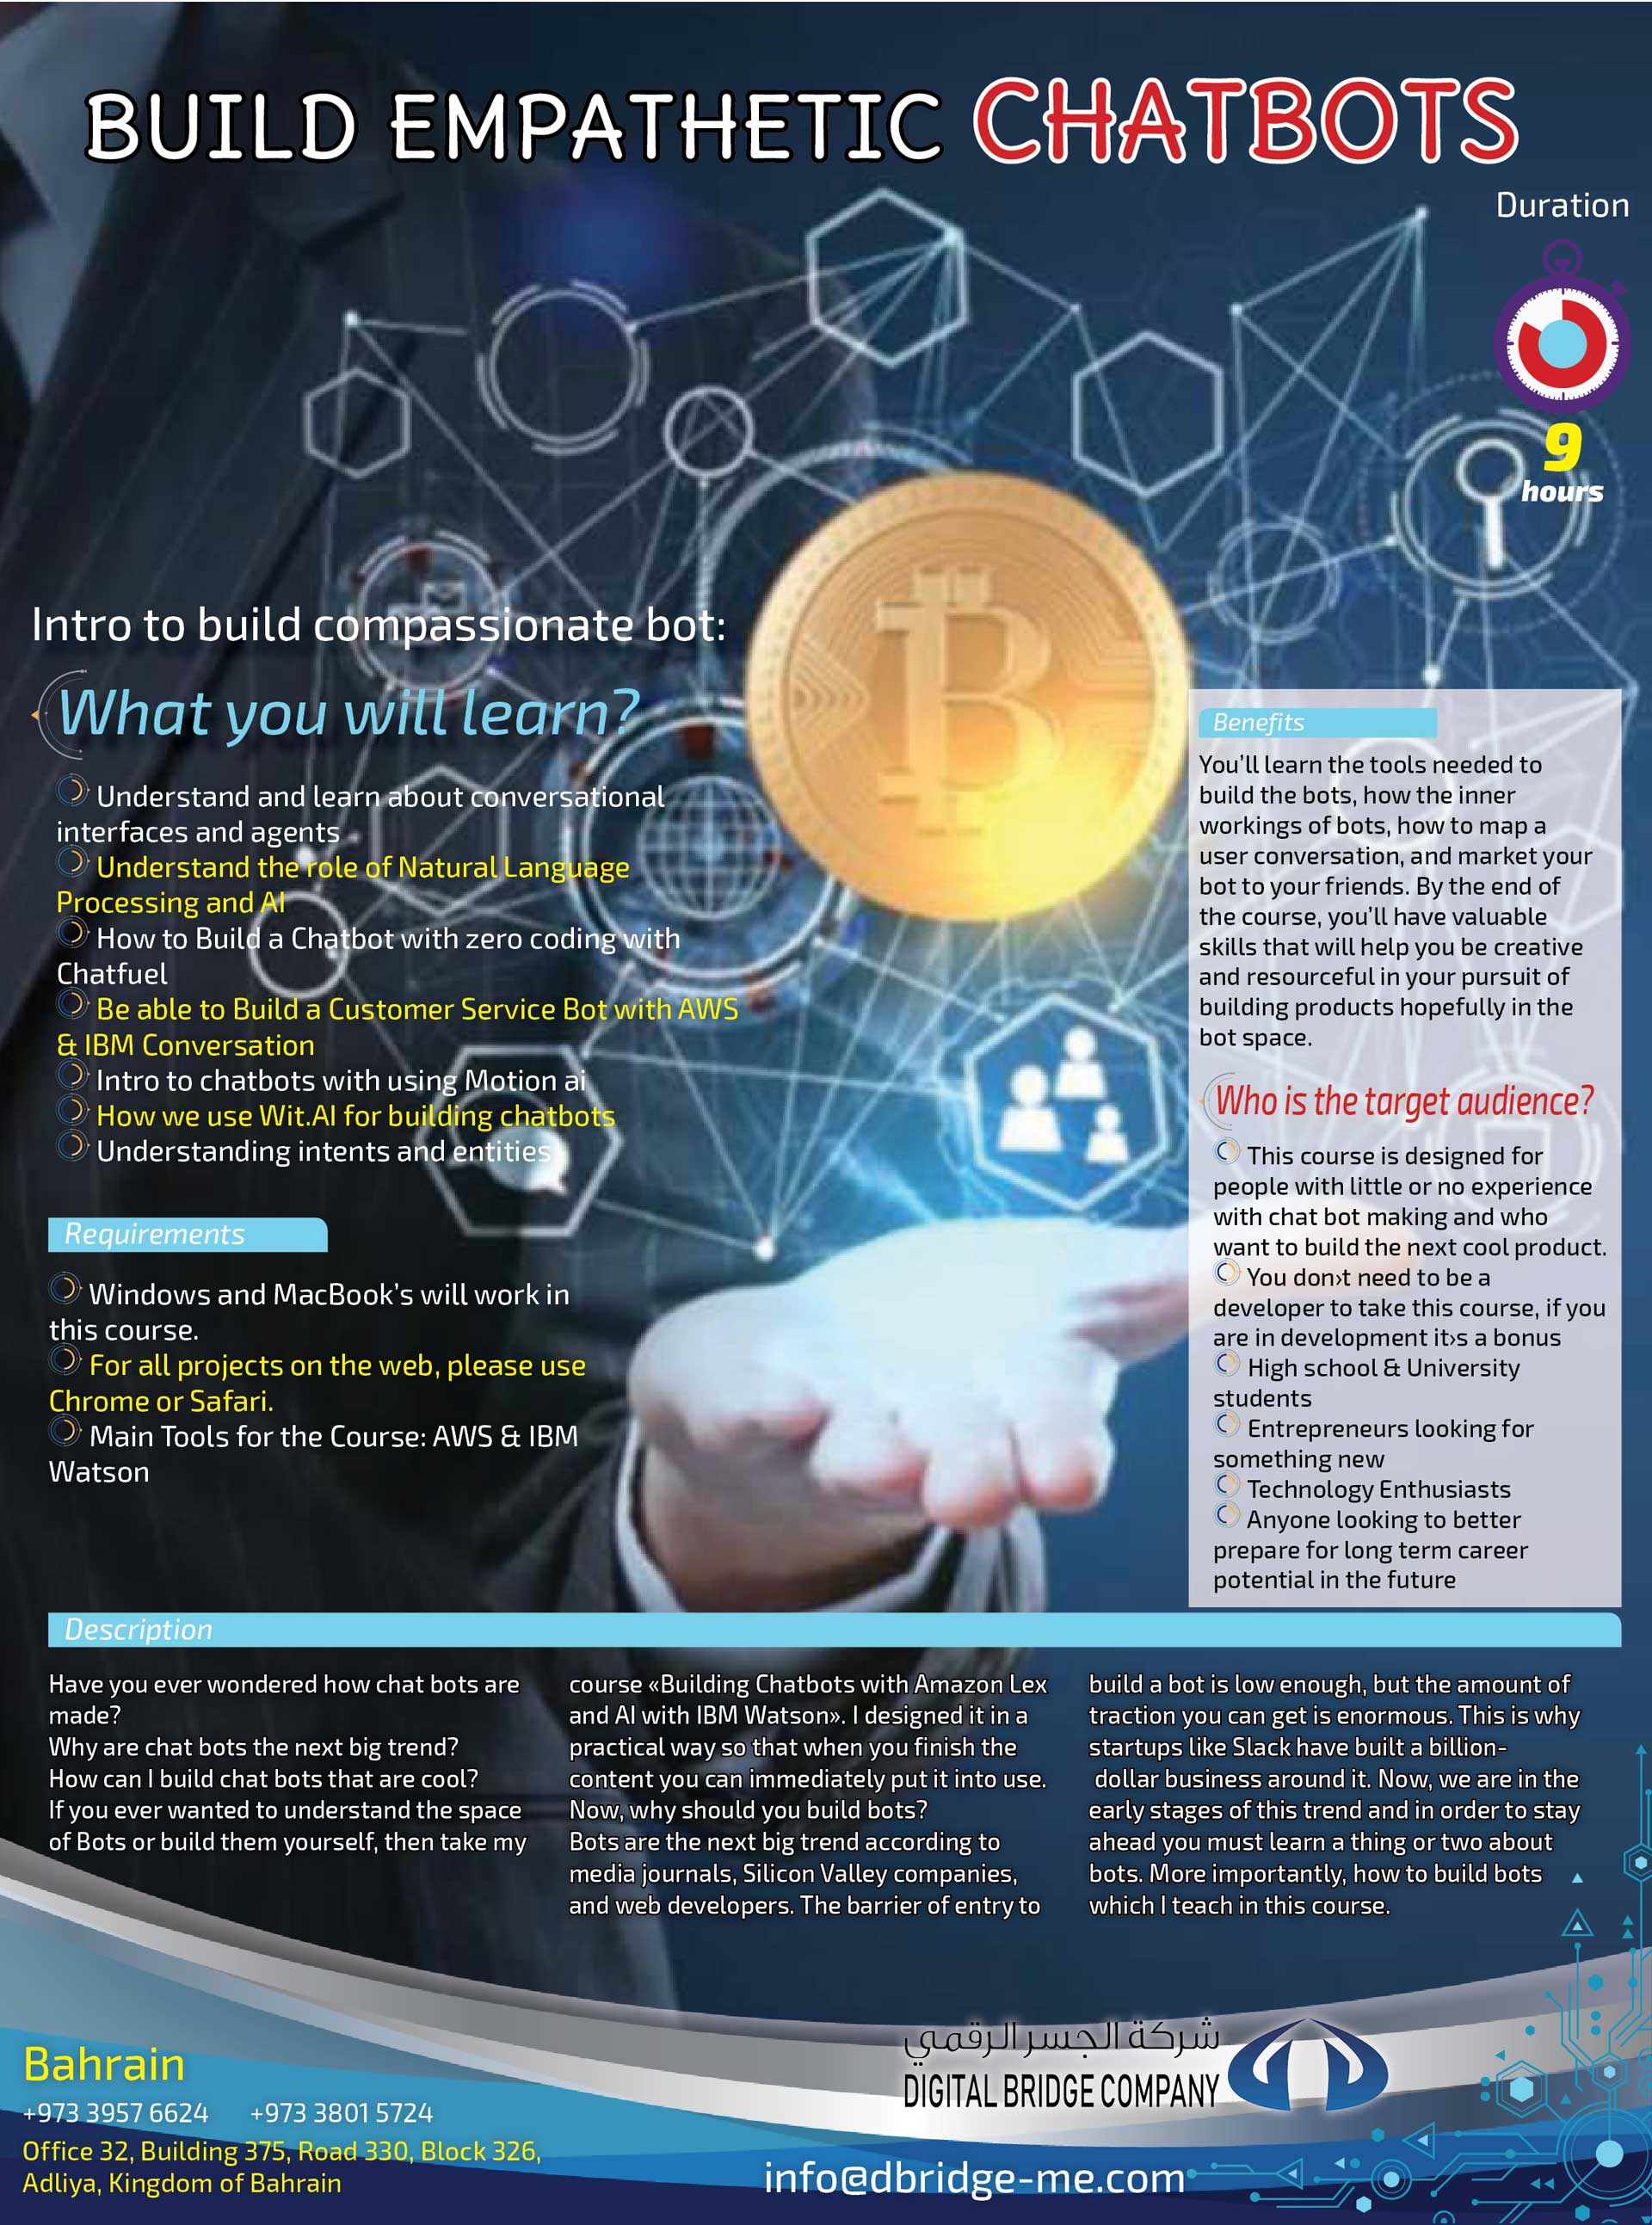 BUILD EMPATHETIC CHATBOTS
Duration
9
hours
Intro to build compassionate bot:
What you will learn?
Understand and learn about conversational
interfaces and agents
Understand the role of Natural Language
Processing and AI
How to Build a Chatbot with zero coding with
Chatfuel
Be able to Build a Customer Service Bot with AWS
& IBM Conversation
Intro to chatbots with using Motion ai
How we use Wit.AI for building chatbots
Understanding intents and entities
Requirements
Windows and MacBook's will work in
this course.
For all projects on the web, please use
Chrome or Safari.
Main Tools for the Course: AWS & IBM
Watson
Benefits
You'll learn the tools needed to
build the bots, how the inner
workings of bots, how to map a
user conversation, and market your
bot to your friends. By the end of
the course, you'll have valuable
skills that will help you be creative
and resourceful in your pursuit of
building products hopefully in the
bot space.
Who is the target audience?
This course is designed for
people with little or no experience
with chat bot making and who
want to build the next cool product.
You don›t need to be a
developer to take this course, if you
are in development it›s a bonus
High school & University
students
Entrepreneurs looking for
something new
Technology Enthusiasts
Anyone looking to better
prepare for long term career
potential in the future
Description
Have you ever wondered how chat bots are
made?
Why are chat bots the next big trend?
How can I build chat bots that are cool?
If you ever wanted to understand the space
of Bots or build them yourself, then take my
course «Building Chatbots with Amazon Lex
and AI with IBM Watson». I designed it in a
practical way so that when you finish the
content you can immediately put it into use.
Now, why should you build bots?
Bots are the next big trend according to
media journals, Silicon Valley companies,
and web developers. The barrier of entry to
build a bot is low enough, but the amount of
traction you can get is enormous. This is why
startups like Slack have built a billion-
dollar business around it. Now, we are in the
early stages of this trend and in order to stay
ahead you must learn a thing or two about
bots. More importantly, how to build bots
which I teach in this course.
Bahrain
+973 3957 6624 +973 3801 5724
Office 32, Building 375, Road 330, Block 326,
Adliya, Kingdom of Bahrain
شركة الجسر الرقمي
DIGITAL BRIDGE COMPANY
info@dbridge-me.com